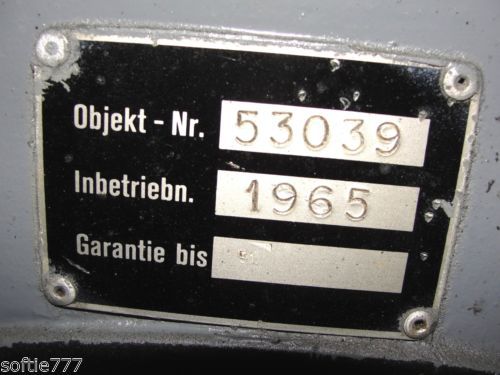 Objekt - Nr. 53039
Inbetriebn. 1965
Garantie bis
softie777